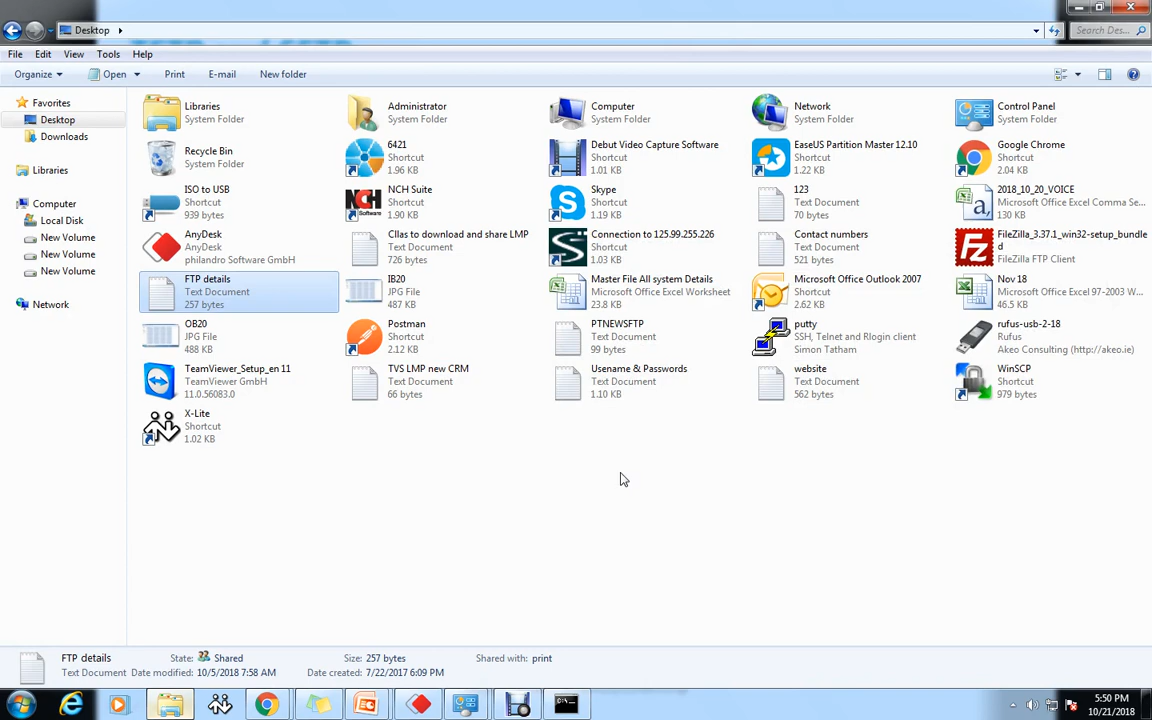 Desktop
Search Des...
File Edit View Tools Help
Organize Open Print E-mail New folder
Favorites
Desktop
Downloads
Libraries
Computer
Local Disk
New Volume
New Volume
New Volume
Network
Libraries
System Folder
Administrator
System Folder
Computer
System Folder
Network
System Folder
Control Panel
System Folder
Recycle Bin
System Folder
6421
Shortcut
1.96 KB
Debut Video Capture Software
Shortcut
1.01 KB
EaseUS Partition Master 12.10
Shortcut
1.22 KB
Google Chrome
Shortcut
2.04 KB
ISO to USB
Shortcut
939 bytes
NCH Suite
Shortcut
1.90 KB
NCH
Software
Skype
Shortcut
1.19 KB
123
Text Document
70 bytes
2018_10_20_VOICE
Microsoft Office Excel Comma Se...
130 KB
AnyDesk
AnyDesk
philandro Software GmbH
Cllas to download and share LMP
Text Document
726 bytes
Connection to 125.99.255.226
Shortcut
1.03 KB
Contact numbers
Text Document
521 bytes
FileZilla_3.37.1_win32-setup_bundle
d
FileZilla FTP Client
FTP details
Text Document
257 bytes
IB20
JPG File
487 KB
Master File All system Details
Microsoft Office Excel Worksheet
23.8 KB
Microsoft Office Outlook 2007
Shortcut
2.62 KB
Nov 18
Microsoft Office Excel 97-2003 W...
46.5 KB
OB20
JPG File
488 KB
Postman
Shortcut
2.12 KB
PTNEWSFTP
Text Document
99 bytes
putty
SSH, Telnet and Rlogin client
Simon Tatham
rufus-usb-2-18
Rufus
Akeo Consulting (http://akeo.ie)
TeamViewer_Setup_en 11
TeamViewer GmbH
11.0.56083.0
TVS LMP new CRM
Text Document
66 bytes
Usename & Passwords
Text Document
1.10 KB
website
Text Document
562 bytes
WinSCP
Shortcut
979 bytes
X-Lite
Shortcut
1.02 KB
FTP details State: Shared Size: 257 bytes Shared with: print
Text Document Date modified: 10/5/2018 7:58 AM Date created: 7/22/2017 6:09 PM
5:50 PM
10/21/2018